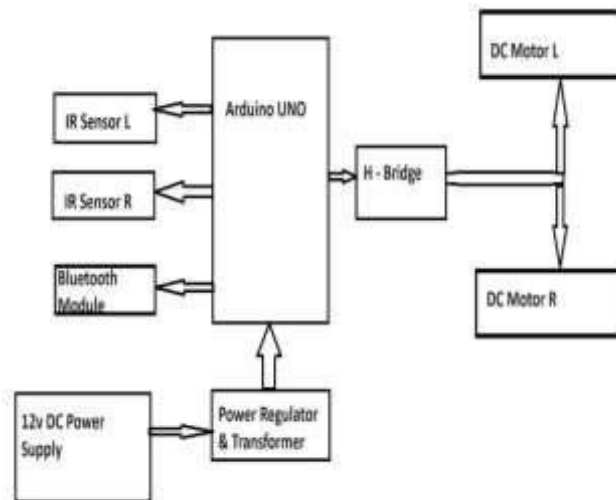 DC Motor L
Arduino UNO
IR Sensor L
H - Bridge
IR Sensor R
Bluetooth
Module
DC Motor R
12v DC Power
Supply
Power Regulator
& Transformer